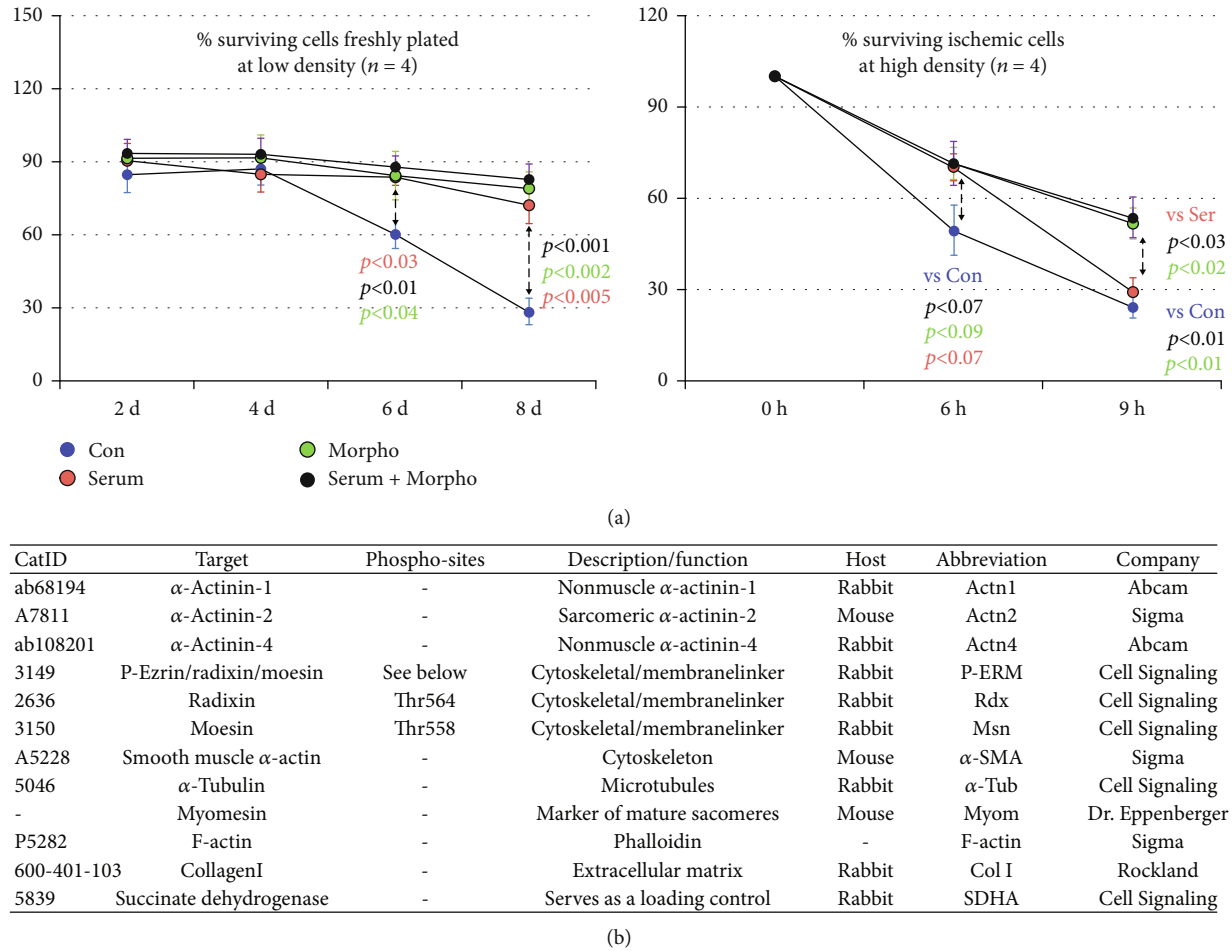 % surviving cells freshly plated
at low density (n = 4)
150
120
90
60
30
0
p<0.03
p<0.01
p<0.04
p<0.001
p<0.002
p<0.005
2 d 4 d 6 d 8 d
% surviving ischemic cells
at high density (n = 4)
120
90
60
30
0
vs Con
p<0.07
p<0.09
p<0.07
vs Ser
p<0.03
p<0.02
vs Con
p<0.01
p<0.01
0 h 6 h 9 h
Con
Serum
Morpho
Serum + Morpho
(a)
CatID Target Phospho-sites Description/function Host Abbreviation Company
ab68194 α-Actinin-1 - Nonmuscle α-actinin-1 Rabbit Actn1 Abcam
A7811 α-Actinin-2 - Sarcomeric α-actinin-2 Mouse Actn2 Sigma
ab108201 α-Actinin-4 - Nonmuscle α-actinin-4 Rabbit Actn4 Abcam
3149 P-Ezrin/radixin/moesin See below Cytoskeletal/membranelinker Rabbit P-ERM Cell Signaling
2636 Radixin Thr564 Cytoskeletal/membranelinker Rabbit Rdx Cell Signaling
3150 Moesin Thr558 Cytoskeletal/membranelinker Rabbit Msn Cell Signaling
A5228 Smooth muscle α-actin - Cytoskeleton Mouse α-SMA Sigma
5046 α-Tubulin - Microtubules Rabbit α-Tub Cell Signaling
- Myomesin - Marker of mature sacomeres Mouse Myom Dr. Eppenberger
P5282 F-actin - Phalloidin - F-actin Sigma
600-401-103 CollagenI - Extracellular matrix Rabbit Col I Rockland
5839 Succinate dehydrogenase - Serves as a loading control Rabbit SDHA Cell Signaling
(b)